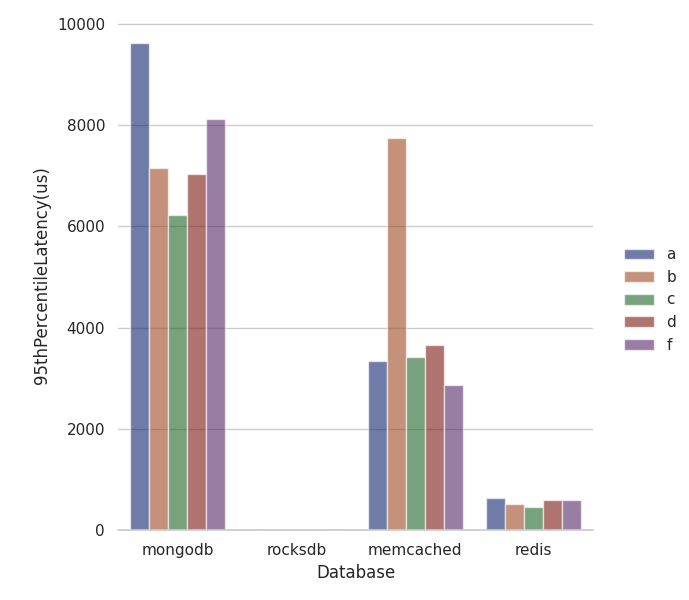 10000
8000
6000
4000
2000
0
95thPercentileLatency(us)
mongodb
rocksdb
memcached
redis
Database
a
b
c
d
f